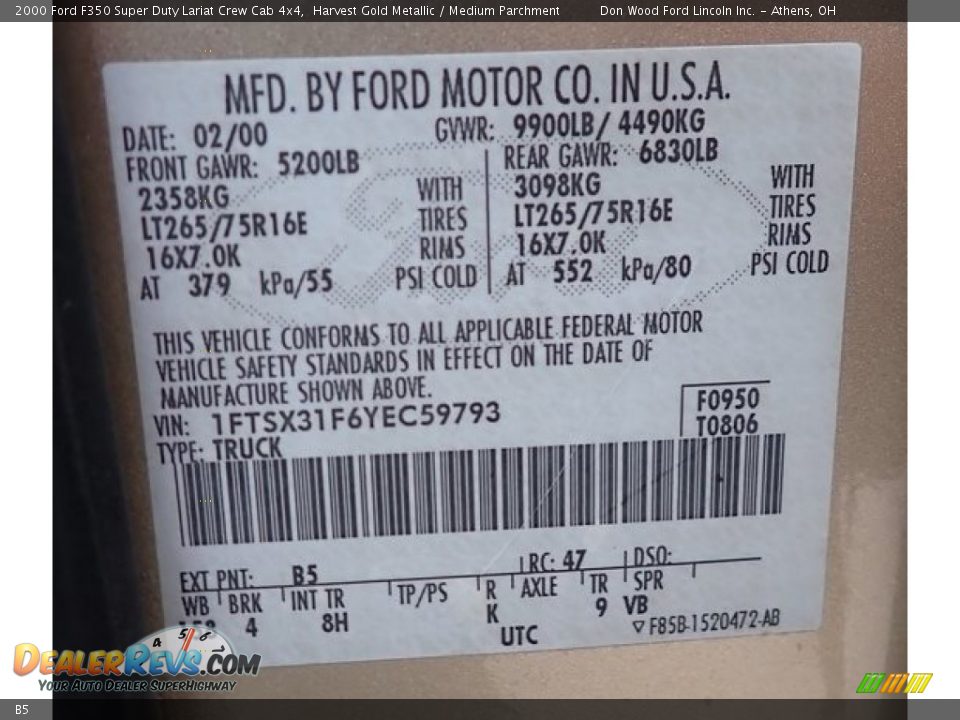 2000 Ford F350 Super Duty Lariat Crew Cab 4x4, Harvest Gold Metallic / Medium Parchment Don Wood Ford Lincoln Inc. - Athens, OH
MFD. BY FORD MOTOR CO. IN U.S.A.
DATE: 02/00 GVWR: 9900LB/ 4490KG
FRONT GAWR: 5200LB REAR GAWR: 6830LB
2358KG WITH 3098KG WITH
LT265/75R16E TIRES LT265/75R16E TIRES
16X7.0K RIMS 16X7.0K RIMS
AT 379 kPa/55 PSI COLD AT 552 kPa/80 PSI COLD
THIS VEHICLE CONFORMS TO ALL APPLICABLE FEDERAL MOTOR
VEHICLE SAFETY STANDARDS IN EFFECT ON THE DATE OF
MANUFACTURE SHOWN ABOVE.
VIN: 1FTSX31F6YEC59793 F0950
TYPE: TRUCK T0806
EXT PNT: B5 RC: 47 DSO:
WB BRK INT TR TP/PS R AXLE TR SPR
4 8H K 9 VB
UTC ▽F85B-1520472-AB
4 5 6
DEALERREVS.COM
YOUR AUTO DEALER SUPERHIGHWAY
B5